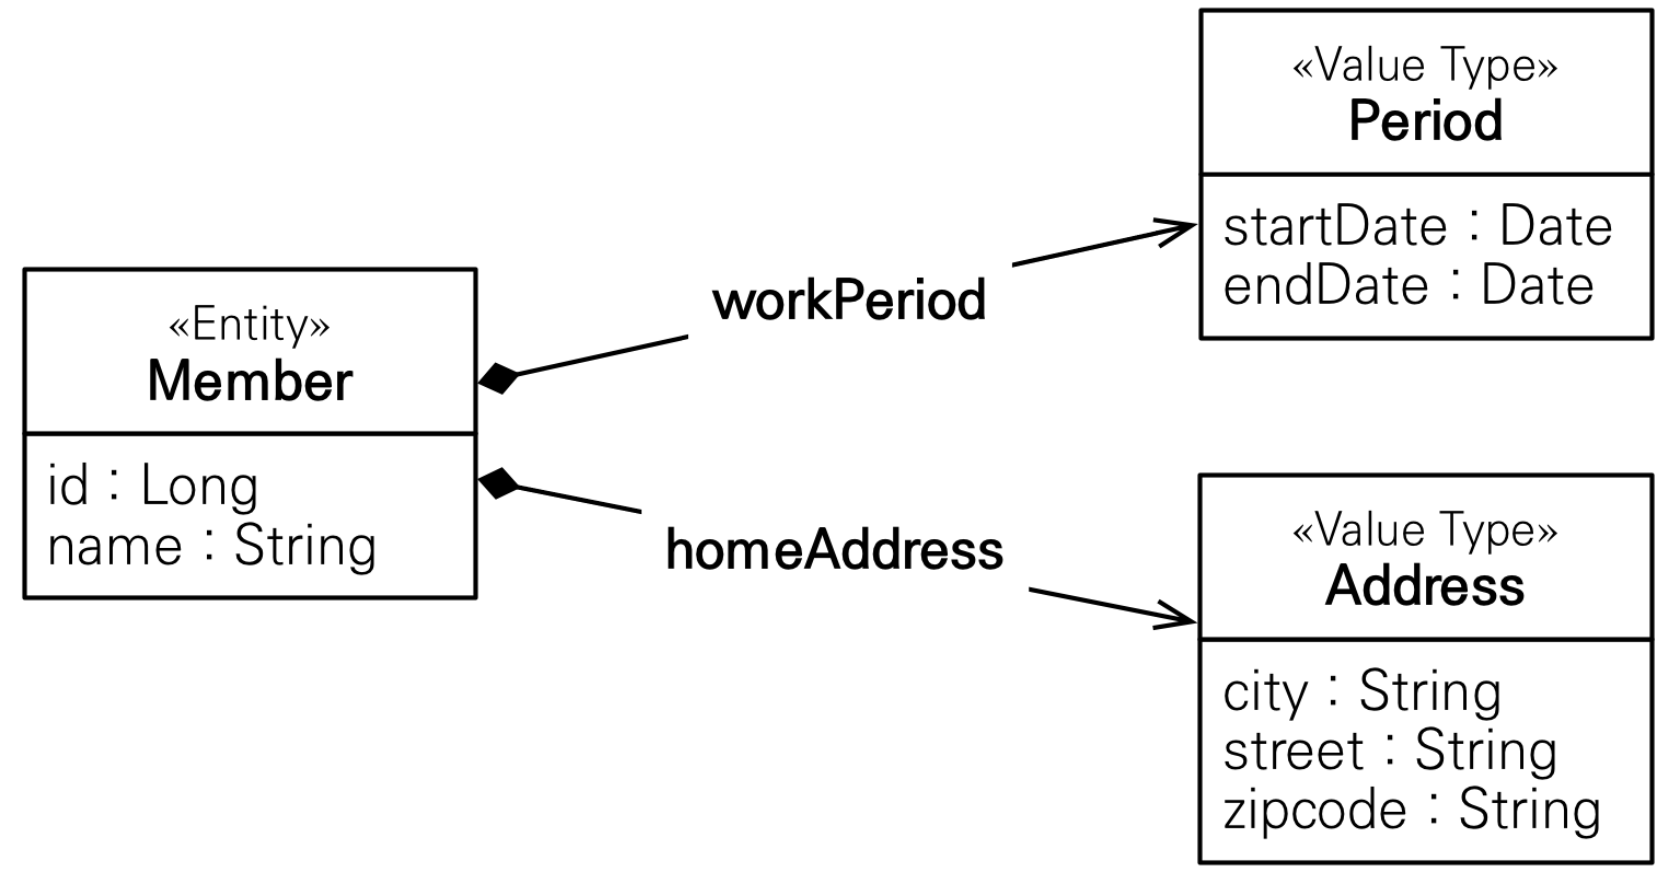 «Entity»
Member
id : Long
name : String
workPeriod
homeAddress
«Value Type»
Period
startDate : Date
endDate : Date
«Value Type»
Address
city : String
street : String
zipcode : String